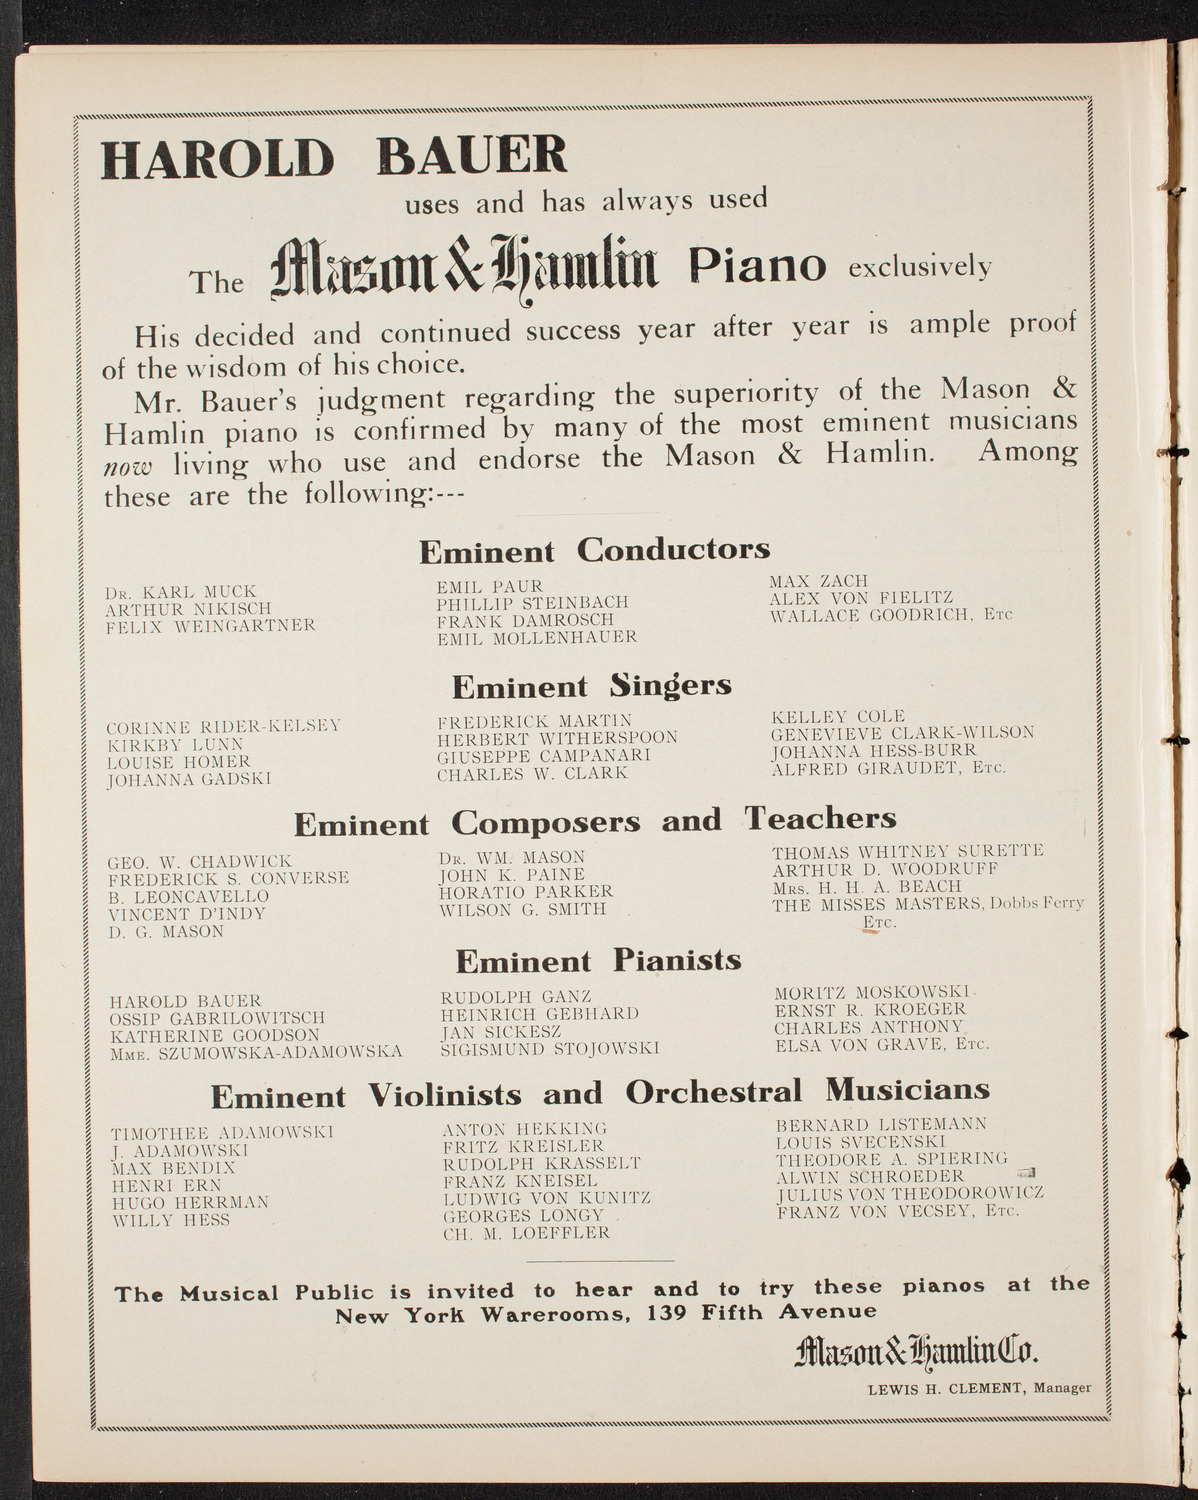 HAROLD BAUER
uses and has always used
The Mason & Hamlin Piano exclusively
His decided and continued success year after year is ample proof
of the wisdom of his choice.
Mr. Bauer's judgment regarding the superiority of the Mason &
Hamlin piano is confirmed by many of the most eminent musicians
now living who use and endorse the Mason & Hamlin. Among
these are the following:---
Eminent Conductors
DR. KARL MUCK
ARTHUR NIKISCH
FELIX WEINGARTNER
EMIL PAUR
PHILLIP STEINBACH
FRANK DAMROSCH
EMIL MOLLENHAUER
MAX ZACH
ALEX VON FIELITZ
WALLACE GOODRICH, ETC
Eminent Singers
CORINNE RIDER-KELSEY
KIRKBY LUNN
LOUISE HOMER
JOHANNA GADSKI
FREDERICK MARTIN
HERBERT WITHERSPOON
GIUSEPPE CAMPANARI
CHARLES W. CLARK
KELLEY COLE
GENEVIEVE CLARK-WILSON
JOHANNA HESS-BURR
ALFRED GIRAUDET, ETC.
Eminent Composers and Teachers
GEO. W. CHADWICK
FREDERICK S. CONVERSE
B. LEONCAVELLO
VINCENT D'INDY
D. G. MASON
DR. WM. MASON
JOHN K. PAINE
HORATIO PARKER
WILSON G. SMITH
THOMAS WHITNEY SURETTE
ARTHUR D. WOODRUFF
MRS. H. H. A. BEACH
THE MISSES MASTERS, Dobbs Ferry
ETC.
Eminent Pianists
HAROLD BAUER
OSSIP GABRILOWITSCH
KATHERINE GOODSON
MME. SZUMOWSKA-ADAMOWSKA
RUDOLPH GANZ
HEINRICH GEBHARD
JAN SICKESZ
SIGISMUND STOJOWSKI
MORITZ MOSKOWSKI
ERNST R. KROEGER
CHARLES ANTHONY
ELSA VON GRAVE, ETC.
Eminent Violinists and Orchestral Musicians
TIMOTHEE ADAMOWSKI
J. ADAMOWSKI
MAX BENDIX
HENRI ERN
HUGO HERRMAN
WILLY HESS
ANTON HEKKING
FRITZ KREISLER
RUDOLPH KRASSELT
FRANZ KNEISEL
LUDWIG VON KUNITZ
GEORGES LONGY
CH. M. LOEFFLER
BERNARD LISTEMANN
LOUIS SVECENSKI
THEODORE A. SPIERING
ALWIN SCHROEDER
JULIUS VON THEODOROWICZ
FRANZ VON VECSEY, ETC.
The Musical Public is invited to hear and to try these pianos at the
New York Warerooms, 139 Fifth Avenue
Mason & Hamlin Co.
LEWIS H. CLEMENT, Manager